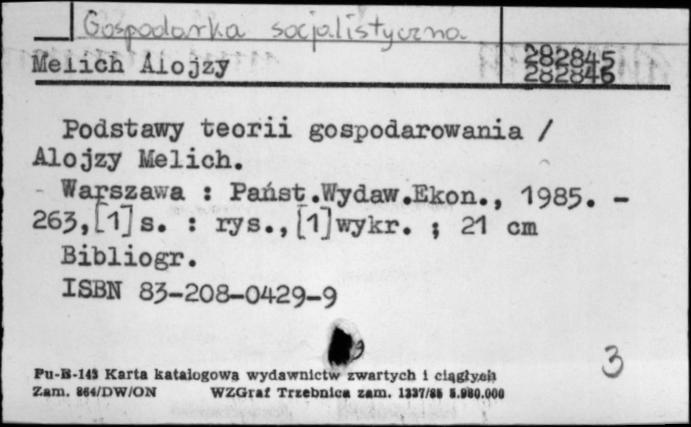 Gospodarka socjalistyczna
Melich Alojzy
282845
282846
Podstawy teorii gospodarowania /
Alojzy Melich.
- Warszawa : Państ.Wydaw.Ekon., 1985. -
263,[1] s. : rys.,[1]wykr. ; 21 cm
Bibliogr.
ISBN 83-208-0429-9
3
Pu-B-143 Karta katalogowa wydawnictw zwartych i ciągłych
Zam. 864/DW/ON WZGraf Trzebnica zam. 1337/85 5.980.000